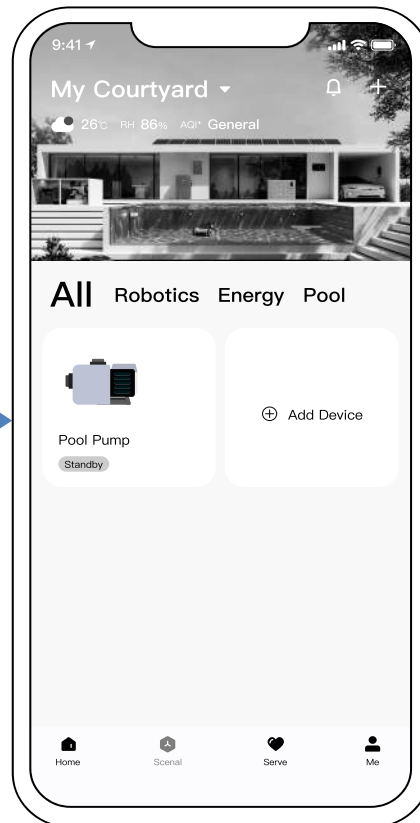 9:41
My Courtyard
26°C RH 86% AQI* General
All Robotics Energy Pool
Add Device
Pool Pump
Standby
Home Scenal Serve Me